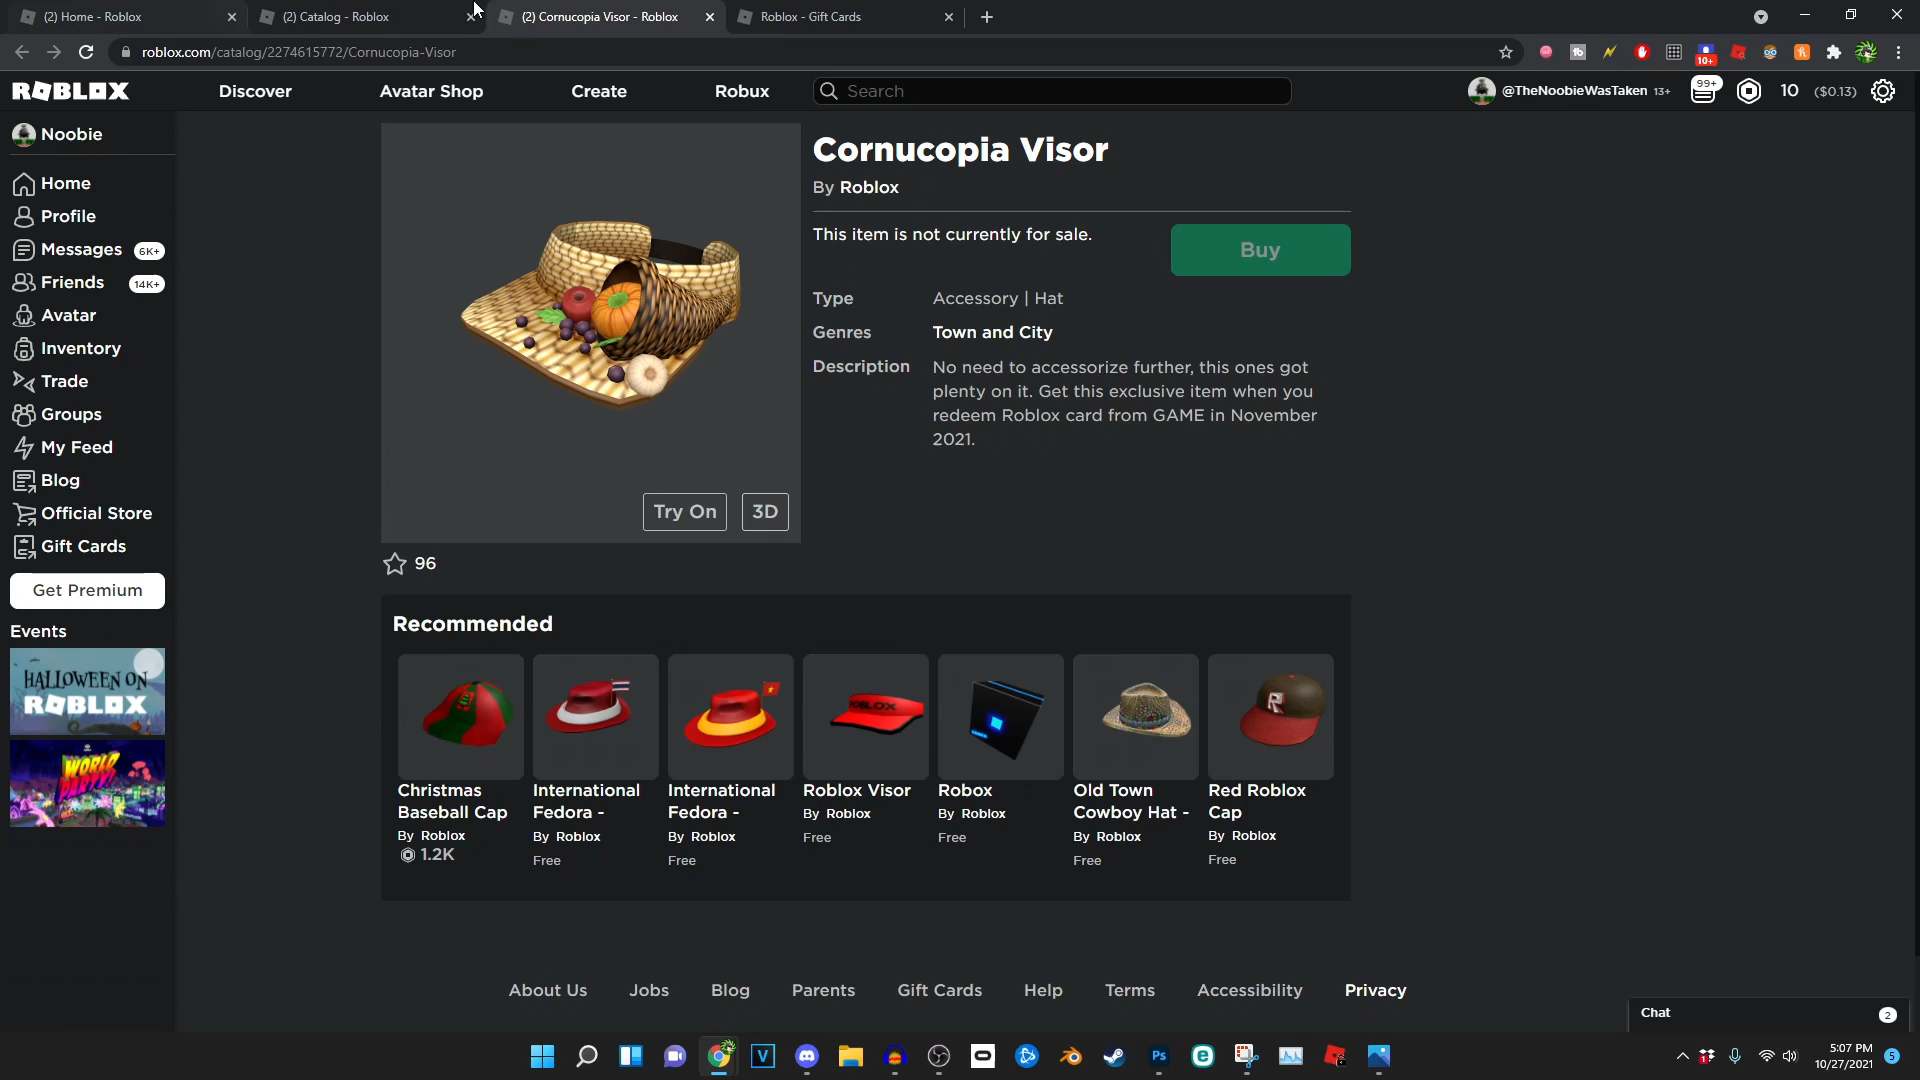 (2) Home - Roblox
(2) Catalog - Roblox
(2) Cornucopia Visor - Roblox
Roblox - Gift Cards
roblox.com/catalog/2274615772/Cornucopia-Visor
10+
ROBLOX
Discover
Avatar Shop
Create
Robux
Search
@TheNoobieWasTaken 13+
99+
10
($0.13)
Noobie
Home
Profile
Messages 6K+
Friends 14K+
Avatar
Inventory
Trade
Groups
My Feed
Blog
Official Store
Gift Cards
Get Premium
Events
HALLOWEEN ON
ROBLOX
WORLD
PARTY!
Cornucopia Visor
By Roblox
This item is not currently for sale.
Buy
Type Accessory | Hat
Genres Town and City
Description No need to accessorize further, this ones got
plenty on it. Get this exclusive item when you
redeem Roblox card from GAME in November
2021.
Try On
3D
96
Recommended
Christmas
Baseball Cap
By Roblox
1.2K
International
Fedora -
By Roblox
Free
International
Fedora -
By Roblox
Free
ROBLOX
Roblox Visor
By Roblox
Free
Robox
By Roblox
Free
Old Town
Cowboy Hat -
By Roblox
Free
R
Red Roblox
Cap
By Roblox
Free
About Us
Jobs
Blog
Parents
Gift Cards
Help
Terms
Accessibility
Privacy
Chat
2
V
Ps
1
5:07 PM
10/27/2021
5